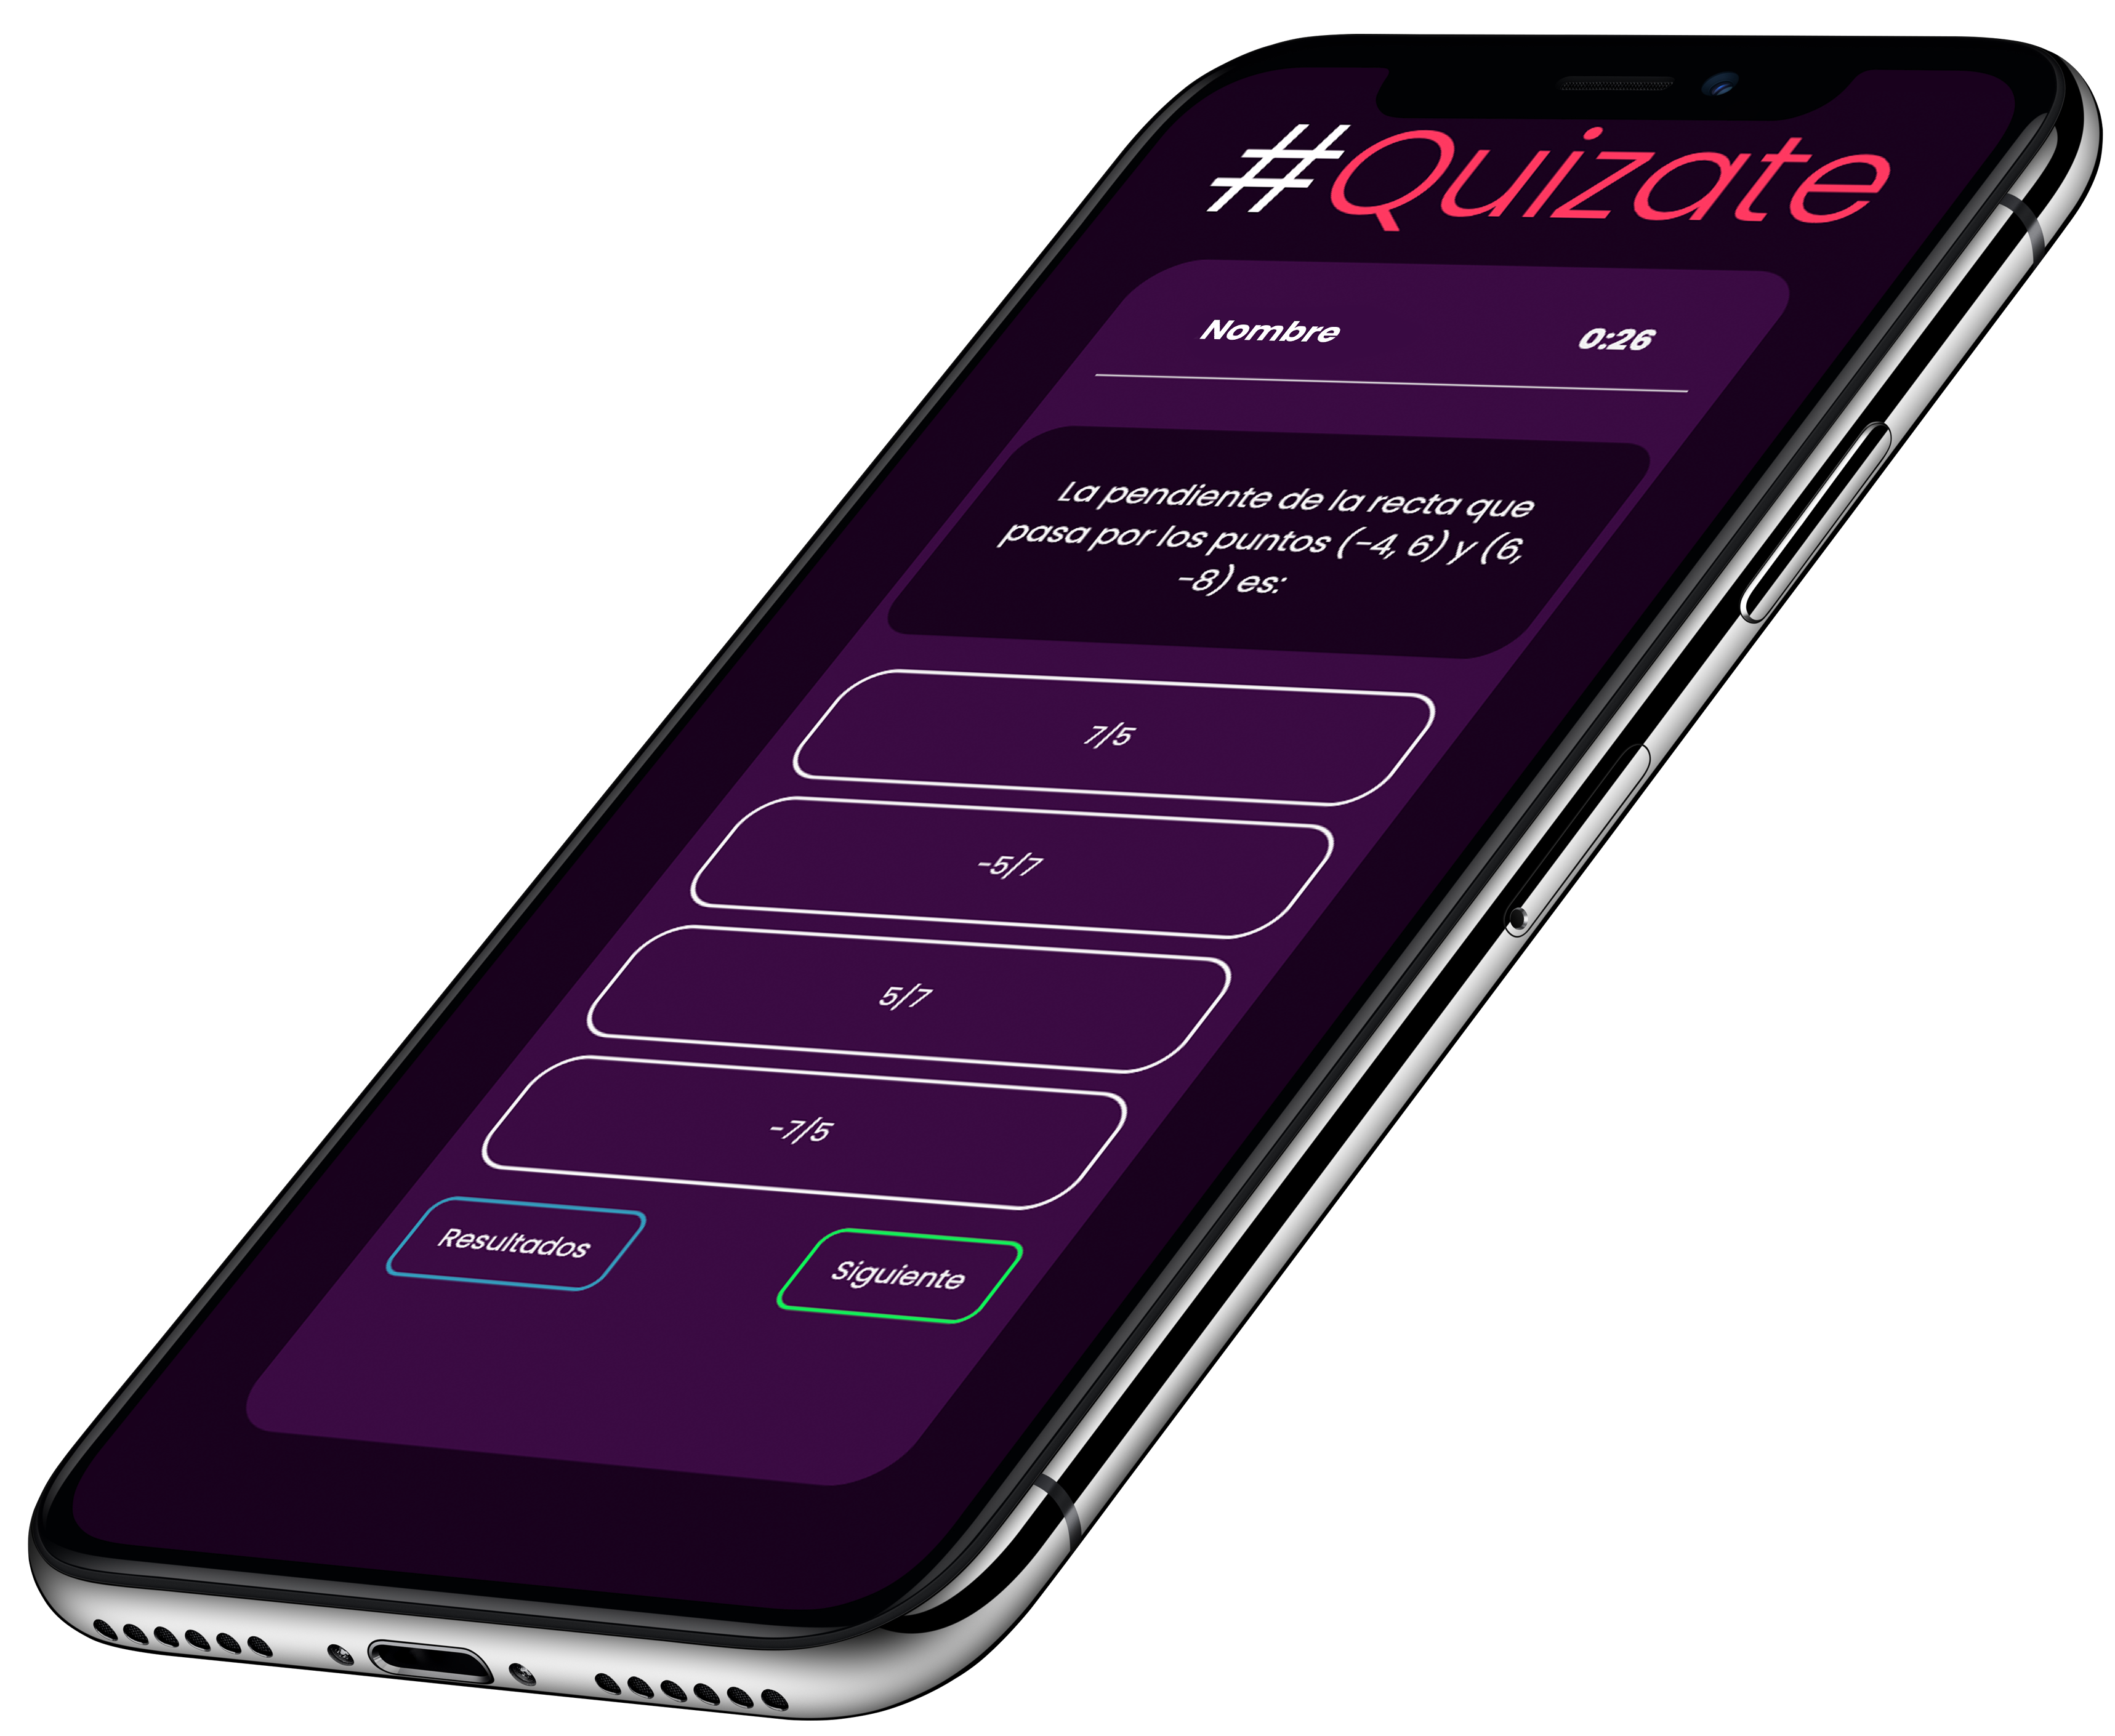 #Quizate
Nombre 0:26
La pendiente de la recta que
pasa por los puntos (-4, 6) y (6,
-8) es:
7/5
-5/7
5/7
-7/5
Resultados Siguiente